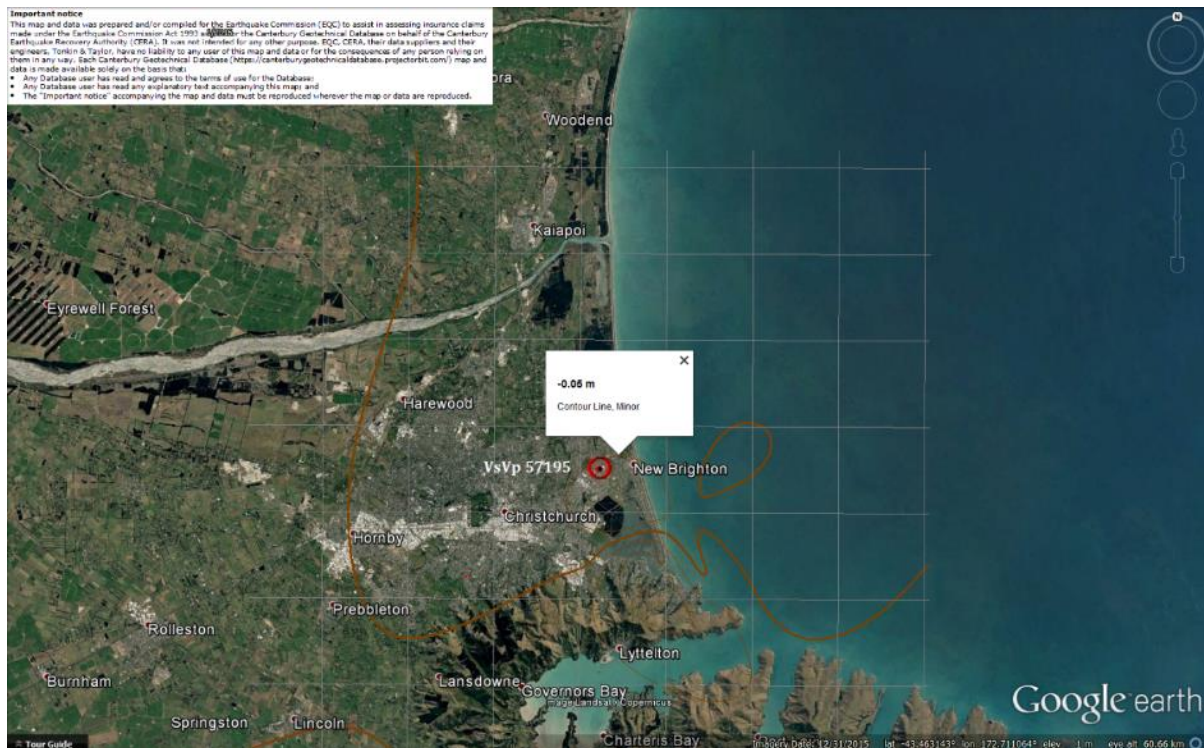 Important notice
This map and data was prepared and/or compiled for the Earthquake Commission (EQC) to assist in assessing insurance claims
made under the Earthquake Commission Act 1993 for the Canterbury Geotechnical Database on behalf of the Canterbury
Earthquake Recovery Authority (CERA). It was not intended for any other purpose. EQC, CERA, their data suppliers and their
engineers, Tonkin & Taylor, have no liability to any user of this map and data or for the consequences of any person relying on
them in any way. Each Canterbury Geotechnical Database (https://canterburygeotechnicaldatabase.projectorbit.com/) map and
data is made available solely on the basis that:
• Any Database user has read and agrees to the terms of use for the Database;
• Any Database user has read any explanatory text accompanying this map; and
• The "Important notice" accompanying the map and data must be reproduced wherever the map or data are reproduced.
N
ora
Woodend
Kaiapoi
Eyrewell Forest
-0.05 m
Contour Line, Minor
Harewood
VsVp 57195
New Brighton
Christchurch
Hornby
Prebbleton
Rolleston
Lyttelton
Burnham
Lansdowne
Governors Bay
Image Landsat / Copernicus
Google earth
Springston
Lincoln
Charteris Bay
Tour Guide
Imagery Date: 12/31/2015 lat -43.463143° lon 172.711064° elev 1 m eye alt 60.66 km